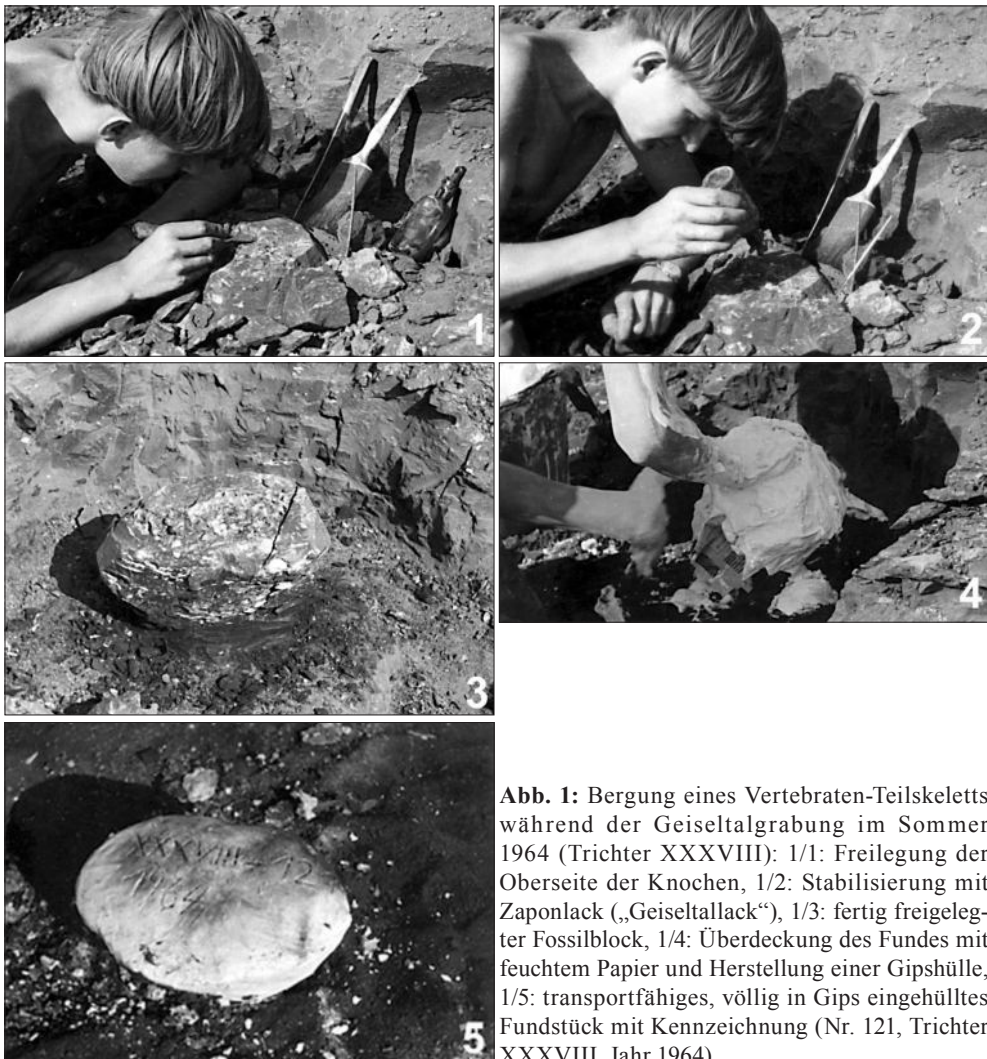 1
2
3
4
XXXVIII-12
1964
5
Abb. 1: Bergung eines Vertebraten-Teilskeletts
während der Geiseltalgrabung im Sommer
1964 (Trichter XXXVIII): 1/1: Freilegung der
Oberseite der Knochen, 1/2: Stabilisierung mit
Zaponlack („Geiseltallack“), 1/3: fertig freigeleg-
ter Fossilblock, 1/4: Überdeckung des Fundes mit
feuchtem Papier und Herstellung einer Gipshülle,
1/5: transportfähiges, völlig in Gips eingehülltes
Fundstück mit Kennzeichnung (Nr. 121, Trichter
XXXVIII, Jahr 1964)